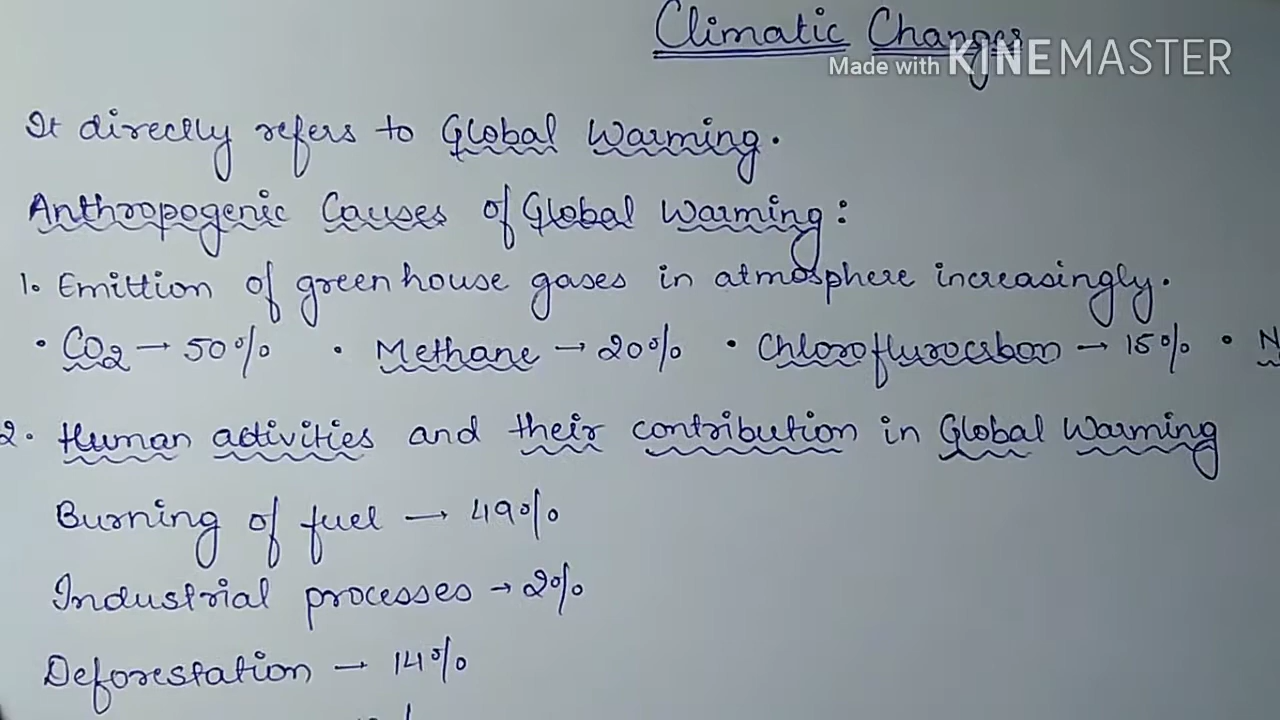 Climatic Changes
Made with KINEMASTER
It directly refers to Global Warming.
Anthropogenic Causes of Global Warming:
1. Emittion of greenhouse gases in atmosphere increasingly.
• CO2 → 50% • Methane → 20% • Chloroflurocarbon → 15% • N
2. Human activities and their contribution in Global Warming
Burning of fuel → 49%
Industrial processes → 2%
Deforestation → 14%